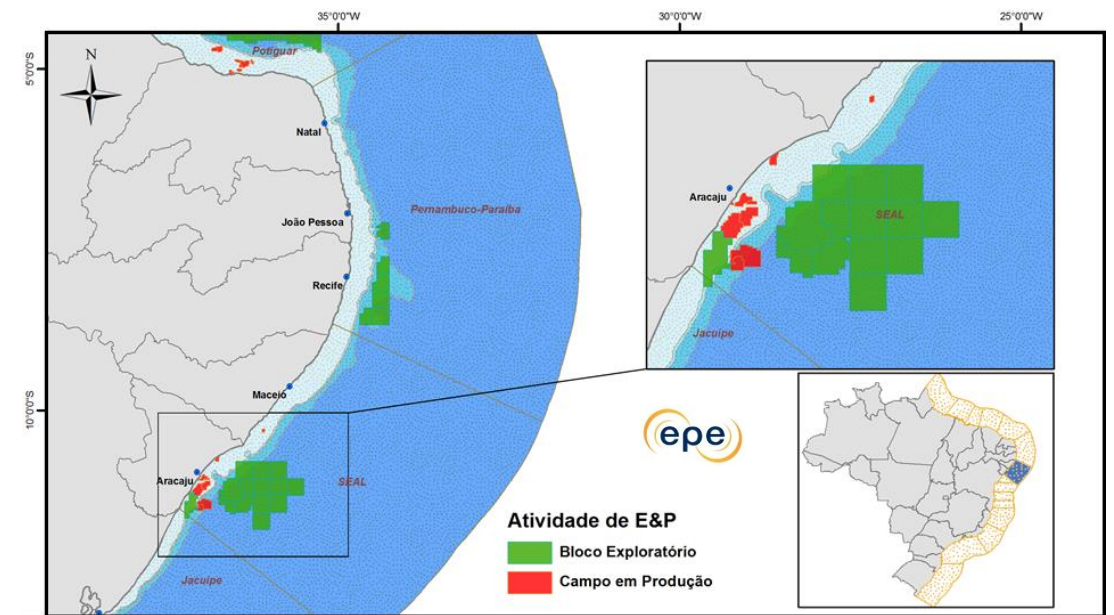 35°0'0"W
30°0'0"W
25°0'0"W
5°0'0"S
10°0'0"S
N
Potiguar
Natal
João Pessoa
Pernambuco-Paraíba
Recife
Maceió
Aracaju
SEAL
Jacuípe
Aracaju
SEAL
Jacuípe
epe
Atividade de E&P
Bloco Exploratório
Campo em Produção